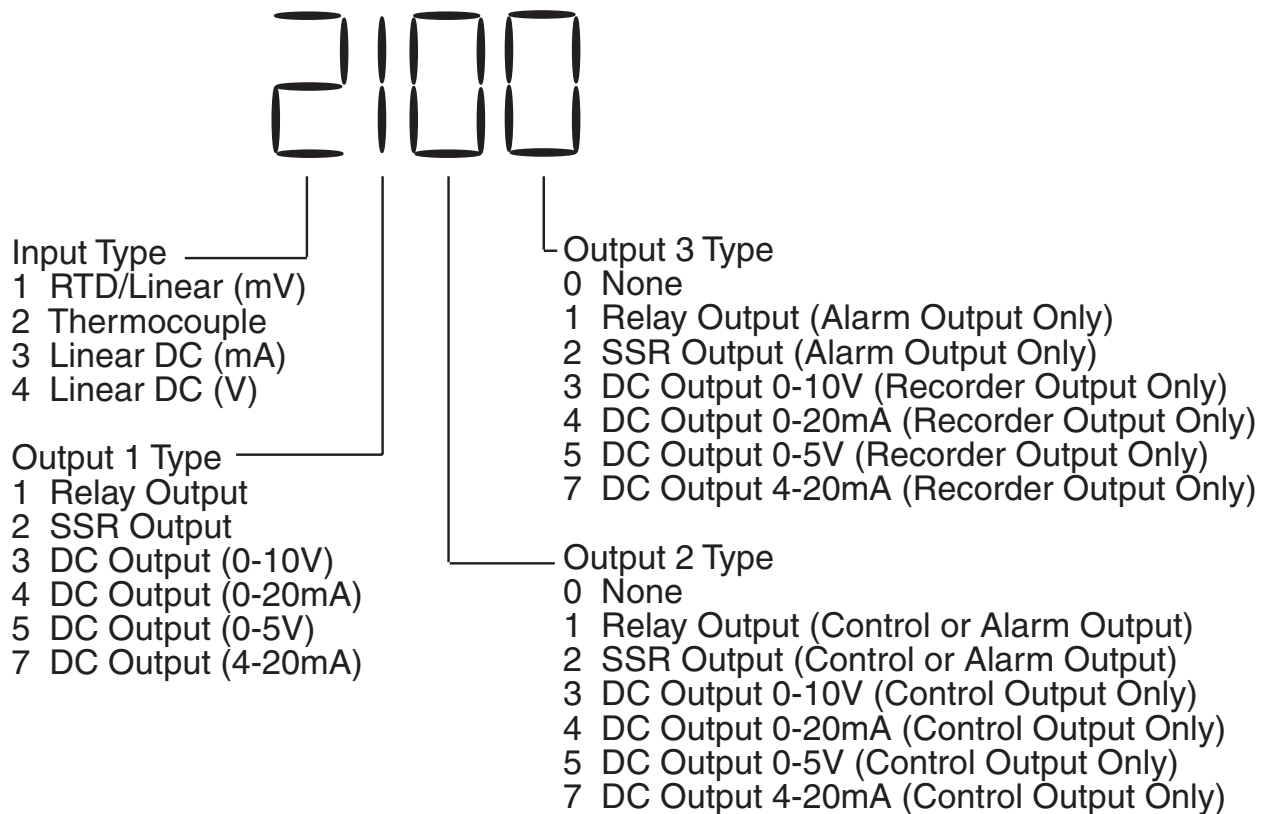 2100
Input Type
1 RTD/Linear (mV)
2 Thermocouple
3 Linear DC (mA)
4 Linear DC (V)
Output 1 Type
1 Relay Output
2 SSR Output
3 DC Output (0-10V)
4 DC Output (0-20mA)
5 DC Output (0-5V)
7 DC Output (4-20mA)
Output 3 Type
0 None
1 Relay Output (Alarm Output Only)
2 SSR Output (Alarm Output Only)
3 DC Output 0-10V (Recorder Output Only)
4 DC Output 0-20mA (Recorder Output Only)
5 DC Output 0-5V (Recorder Output Only)
7 DC Output 4-20mA (Recorder Output Only)
Output 2 Type
0 None
1 Relay Output (Control or Alarm Output)
2 SSR Output (Control or Alarm Output)
3 DC Output 0-10V (Control Output Only)
4 DC Output 0-20mA (Control Output Only)
5 DC Output 0-5V (Control Output Only)
7 DC Output 4-20mA (Control Output Only)